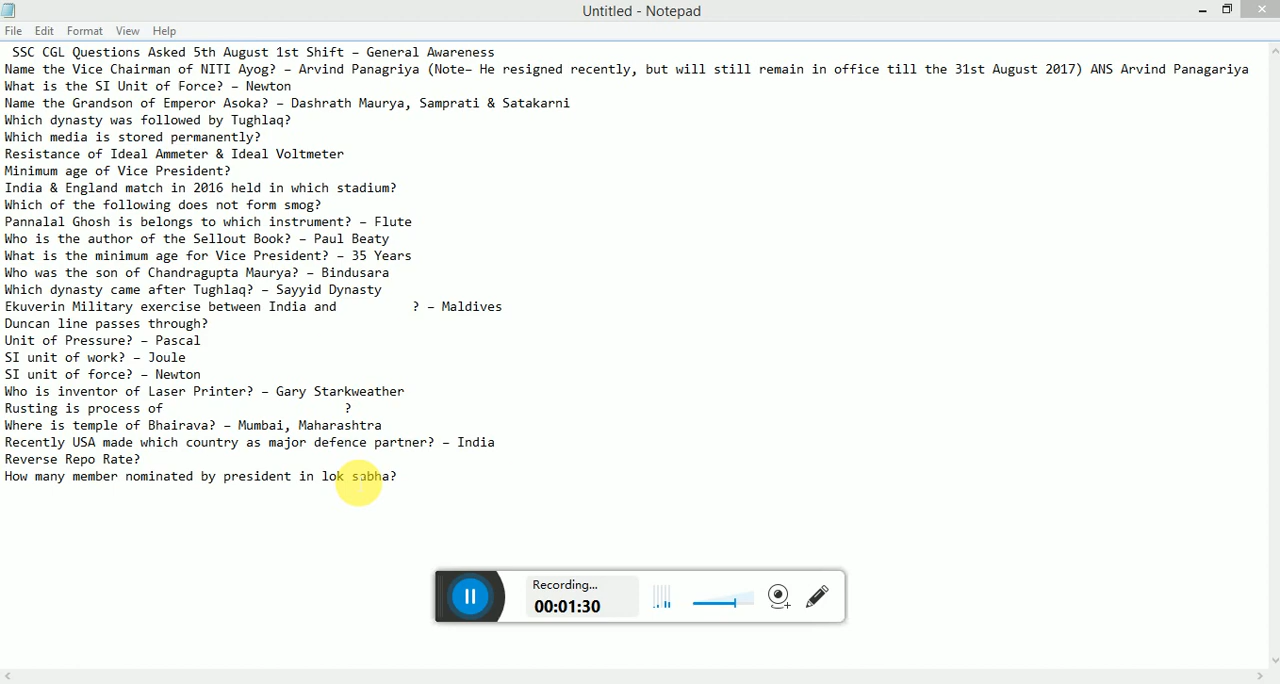 Untitled - Notepad
File Edit Format View Help
SSC CGL Questions Asked 5th August 1st Shift – General Awareness
Name the Vice Chairman of NITI Ayog? – Arvind Panagriya (Note– He resigned recently, but will still remain in office till the 31st August 2017) ANS Arvind Panagariya
What is the SI Unit of Force? – Newton
Name the Grandson of Emperor Asoka? – Dashrath Maurya, Samprati & Satakarni
Which dynasty was followed by Tughlaq?
Which media is stored permanently?
Resistance of Ideal Ammeter & Ideal Voltmeter
Minimum age of Vice President?
India & England match in 2016 held in which stadium?
Which of the following does not form smog?
Pannalal Ghosh is belongs to which instrument? – Flute
Who is the author of the Sellout Book? – Paul Beaty
What is the minimum age for Vice President? – 35 Years
Who was the son of Chandragupta Maurya? – Bindusara
Which dynasty came after Tughlaq? – Sayyid Dynasty
Ekuverin Military exercise between India and ? – Maldives
Duncan line passes through?
Unit of Pressure? – Pascal
SI unit of work? – Joule
SI unit of force? – Newton
Who is inventor of Laser Printer? – Gary Starkweather
Rusting is process of ?
Where is temple of Bhairava? – Mumbai, Maharashtra
Recently USA made which country as major defence partner? – India
Reverse Repo Rate?
How many member nominated by president in lok sabha?
Recording...
00:01:30